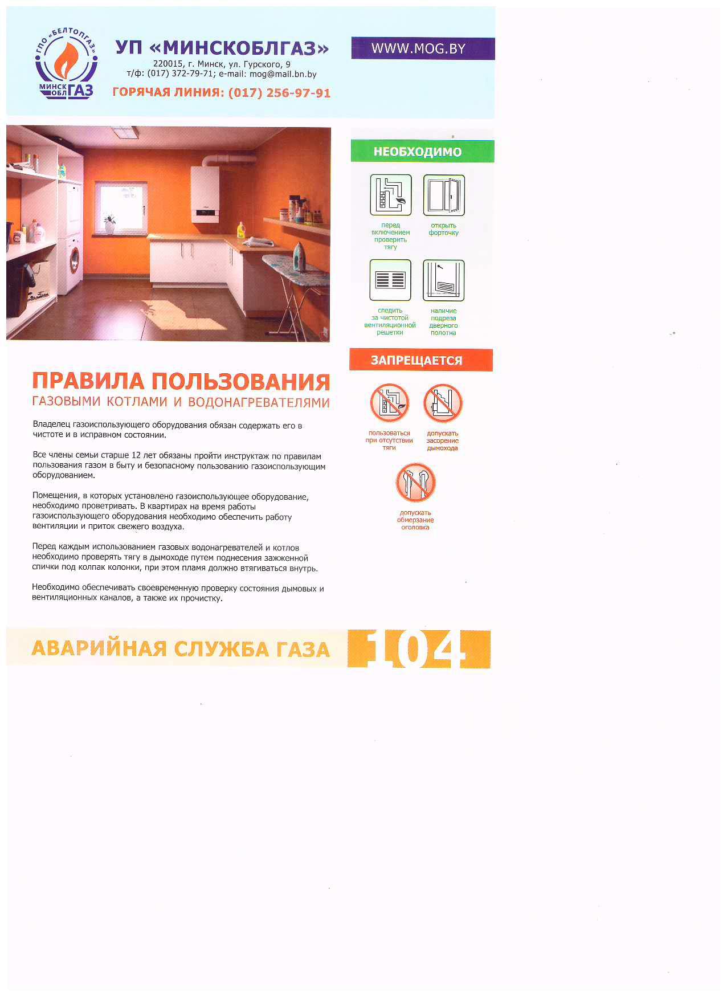 ГПО «БЕЛТОПГАЗ»
МИНСК
ОБЛ ГАЗ
УП «МИНСКОБЛГАЗ»
220015, г. Минск, ул. Гурского, 9
т/ф: (017) 372-79-71; e-mail: mog@mail.bn.by
ГОРЯЧАЯ ЛИНИЯ: (017) 256-97-91
WWW.MOG.BY
НЕОБХОДИМО
перед
включением
проверить
тягу
открыть
форточку
следить
за чистотой
вентиляционной
решетки
наличие
подреза
дверного
полотна
ЗАПРЕЩАЕТСЯ
пользоваться
при отсутствии
тяги
допускать
засорение
дымохода
допускать
обмерзание
оголовка
ПРАВИЛА ПОЛЬЗОВАНИЯ
ГАЗОВЫМИ КОТЛАМИ И ВОДОНАГРЕВАТЕЛЯМИ
Владелец газоиспользующего оборудования обязан содержать его в
чистоте и в исправном состоянии.
Все члены семьи старше 12 лет обязаны пройти инструктаж по правилам
пользования газом в быту и безопасному пользованию газоиспользующим
оборудованием.
Помещения, в которых установлено газоиспользующее оборудование,
необходимо проветривать. В квартирах на время работы
газоиспользующего оборудования необходимо обеспечить работу
вентиляции и приток свежего воздуха.
Перед каждым использованием газовых водонагревателей и котлов
необходимо проверять тягу в дымоходе путем поднесения зажженной
спички под колпак колонки, при этом пламя должно втягиваться внутрь.
Необходимо обеспечивать своевременную проверку состояния дымовых и
вентиляционных каналов, а также их прочистку.
АВАРИЙНАЯ СЛУЖБА ГАЗА
104